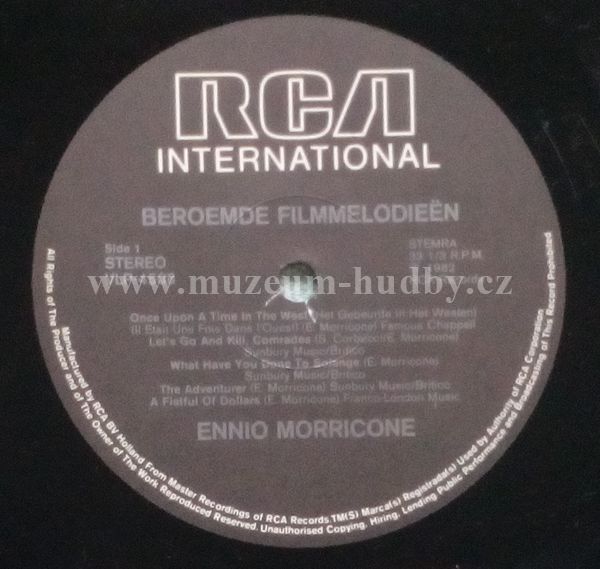 RCA
INTERNATIONAL
BEROEMDE FILMMELODIEËN
Side 1
STEREO
STEMRA
33 1/3 R.P.M.
1982
www.muzeum-hudby.cz
Once Upon A Time In The West (Het Gebeurde in Het Westen)
(Il Etait Une Fois Dans l'Ouest) (E. Morricone) Famous Chappell
Let's Go And Kill, Comrades (S. Corbucci/E. Morricone)
Sunbury Music/Britico
What Have You Done To Solange (E. Morricone)
Sunbury Music/Britico
The Adventurer (E. Morricone) Sunbury Music/Britico
A Fistful Of Dollars (E. Morricone) Franco London Music
ENNIO MORRICONE
All Rights of The Producer and of The Owner of The Work Reproduced Reserved. Unauthorised Copying, Hiring, Lending Public Performance and Broadcasting of This Record Prohibited
Manufactured by RCA BV Holland From Master Recordings of RCA Records. TM(S) Marca(s) Registrada(s) Used by Authority of RCA Corporation